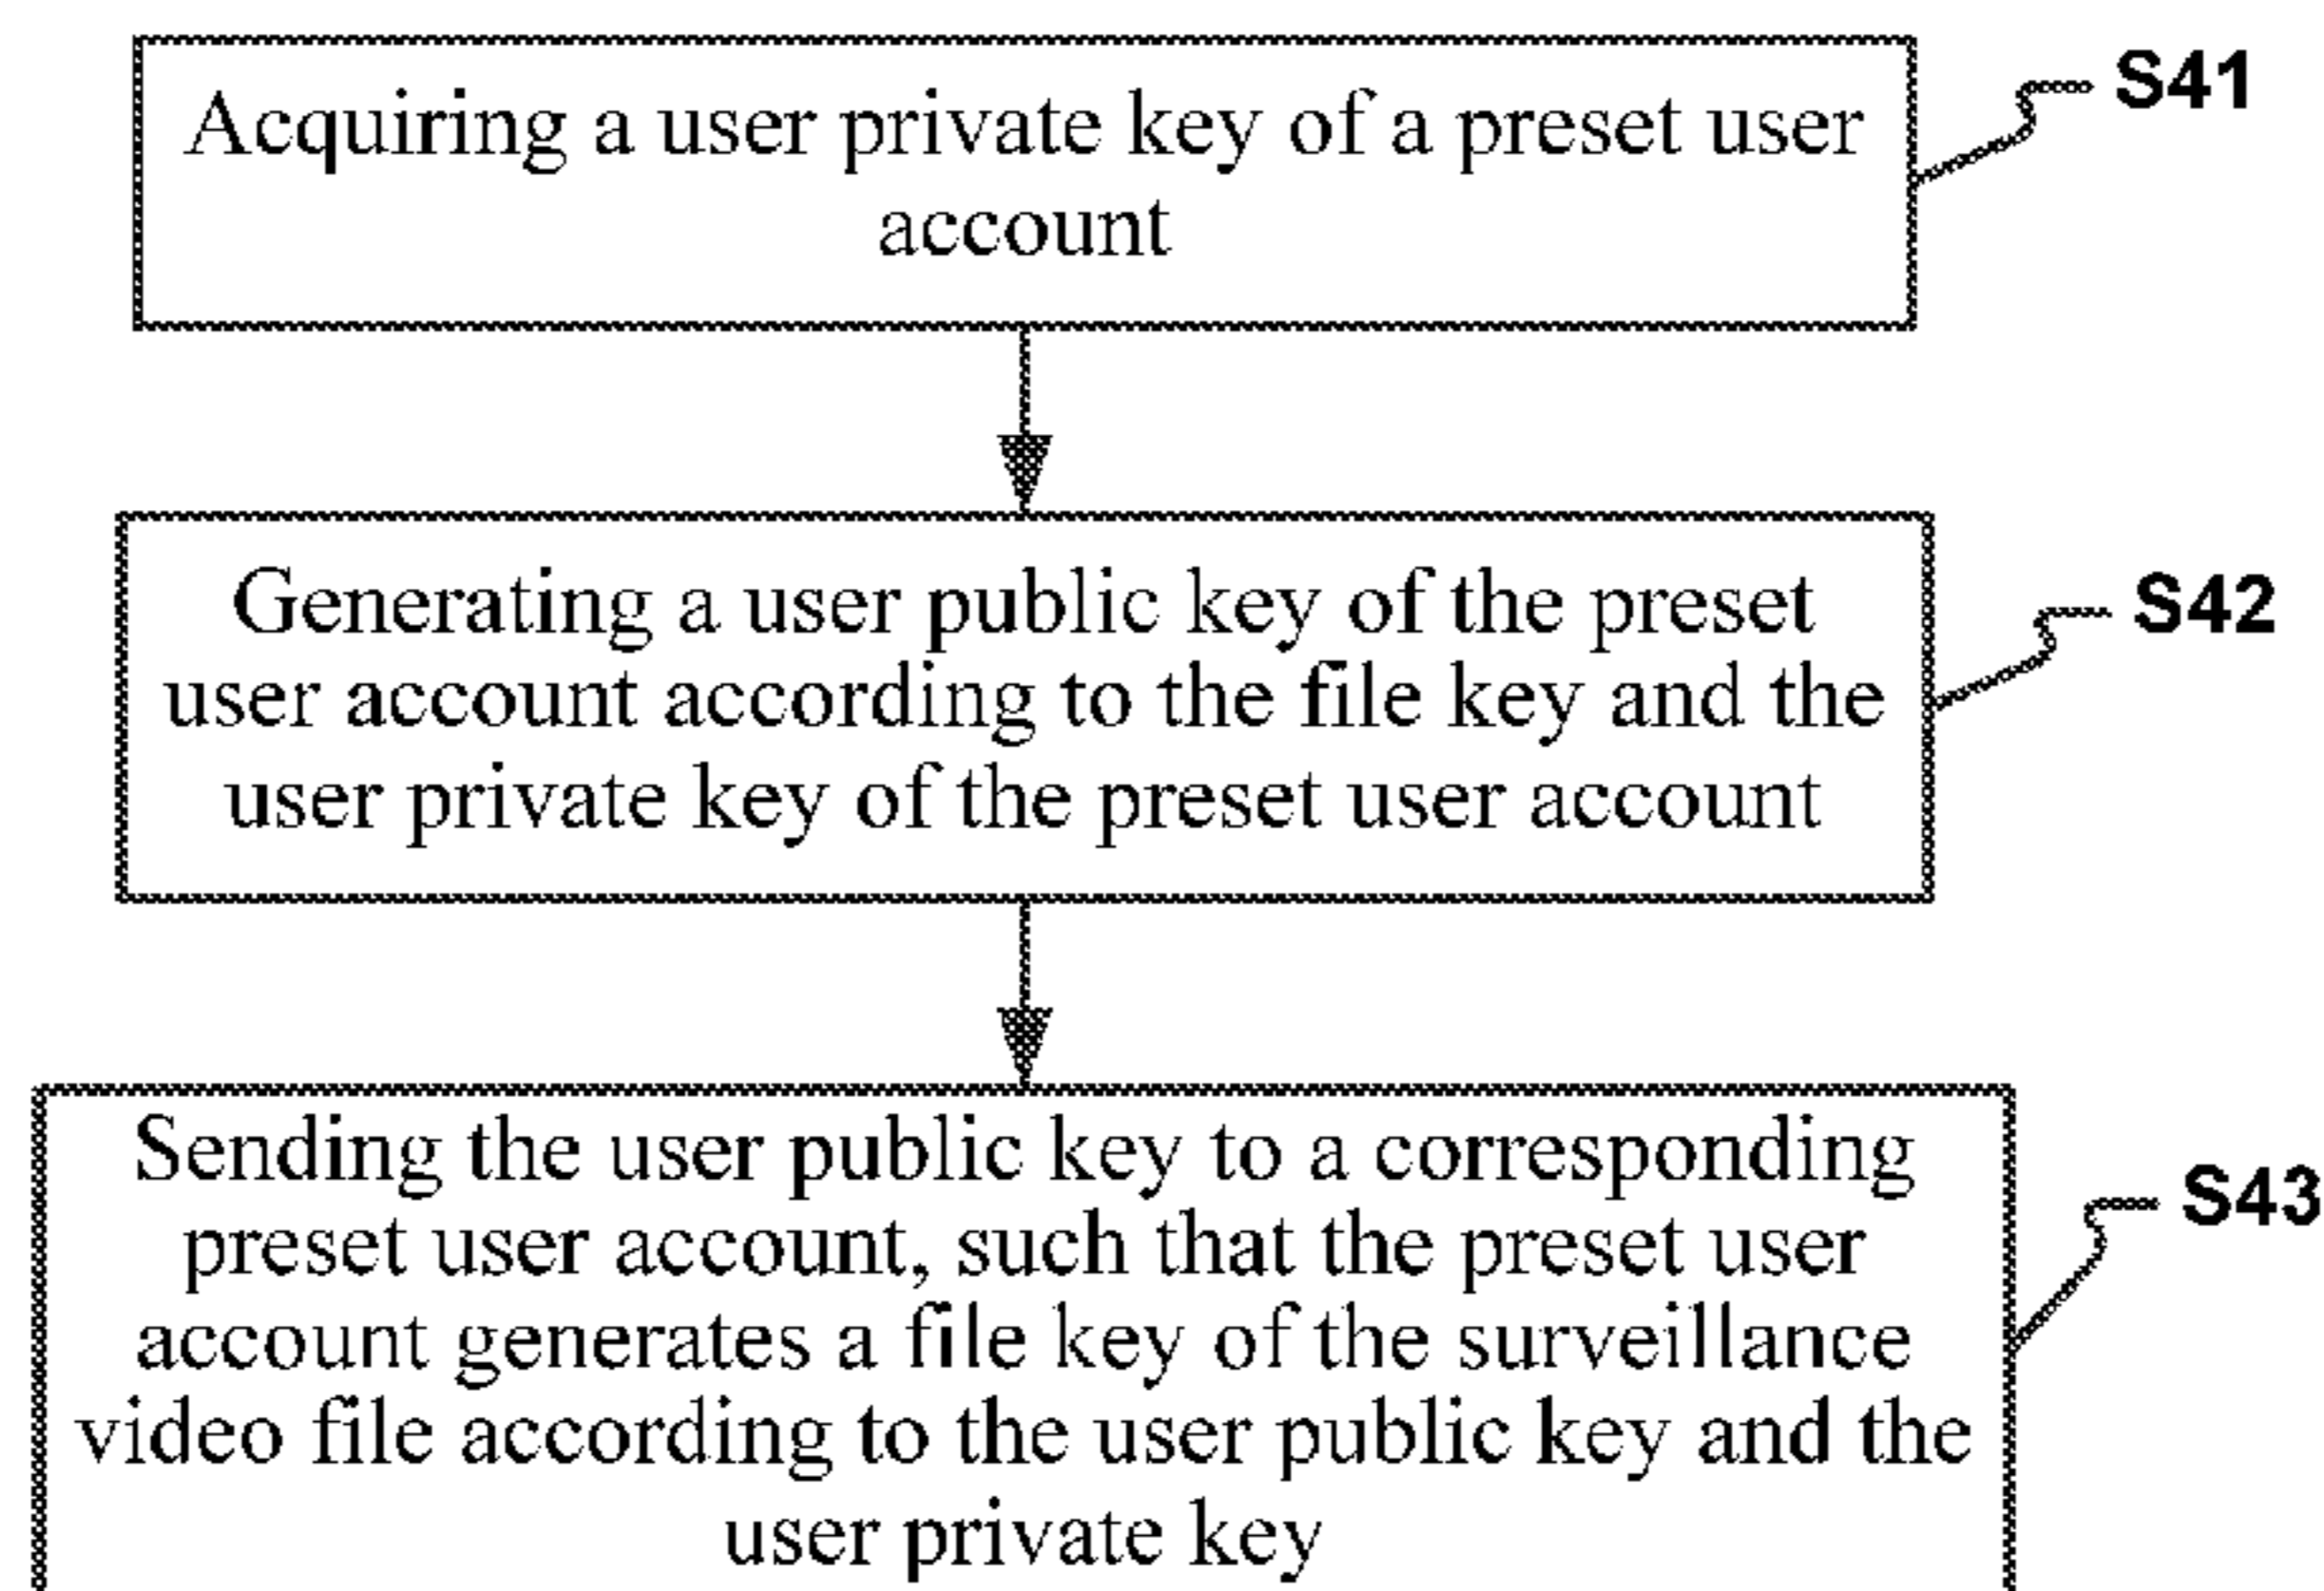 Acquiring a user private key of a preset user
account
S41
Generating a user public key of the preset
user account according to the file key and the
user private key of the preset user account
S42
Sending the user public key to a corresponding
preset user account, such that the preset user
account generates a file key of the surveillance
video file according to the user public key and the
user private key
S43